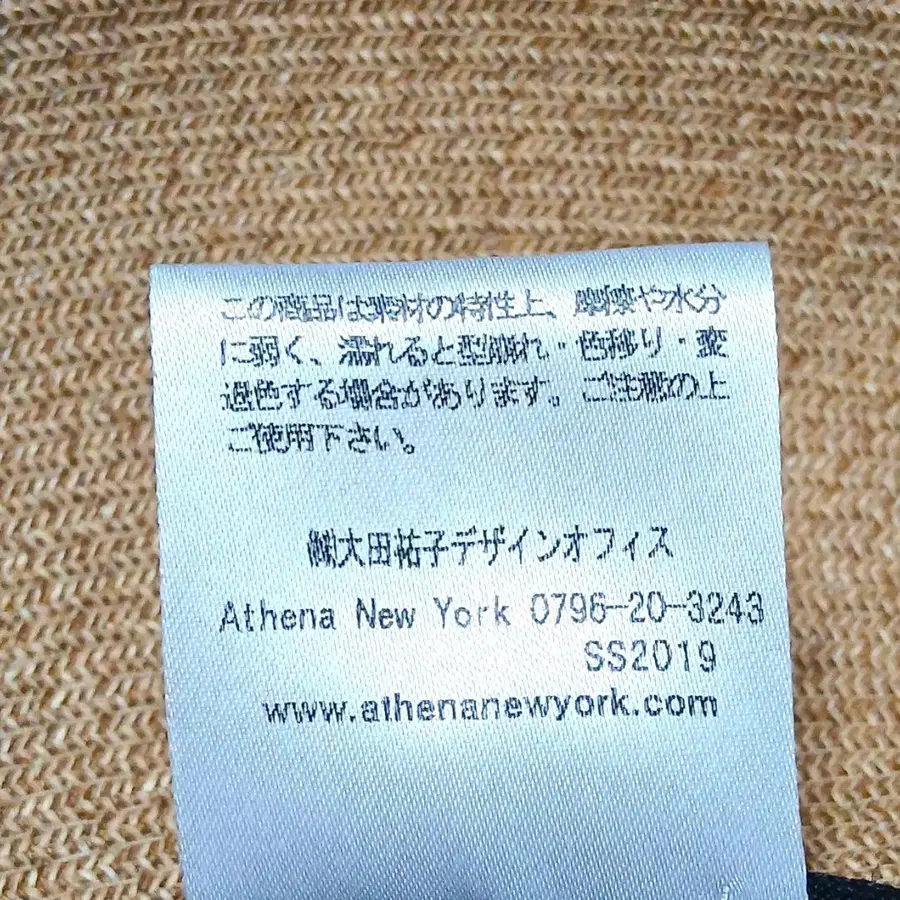 この商品は素材の特性上、摩擦や水分
に弱く、濡れると型崩れ・色移り・変
退色する場合があります。ご注意の上
ご使用下さい。
㈱大田祐子デザインオフィス
Athena New York 0796-20-3243
SS2019
www.athenanewyork.com